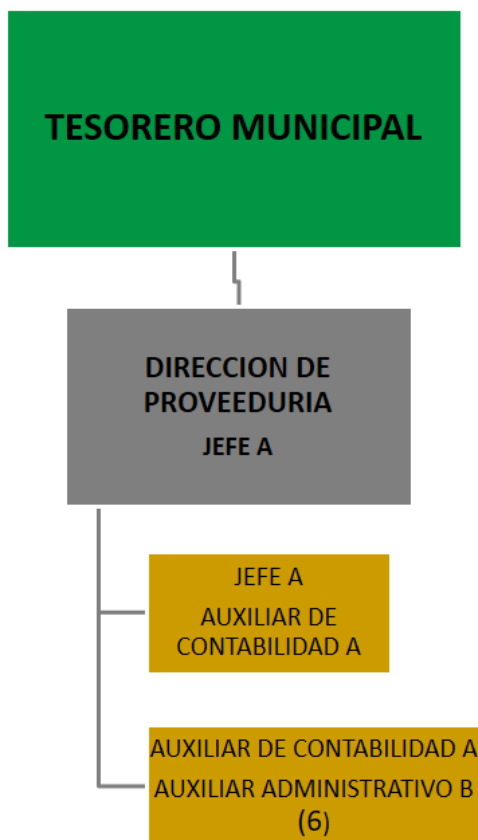 TESORERO MUNICIPAL
DIRECCION DE
PROVEEDURIA
JEFE A
JEFE A
AUXILIAR DE
CONTABILIDAD A
AUXILIAR DE CONTABILIDAD A
AUXILIAR ADMINISTRATIVO B
(6)